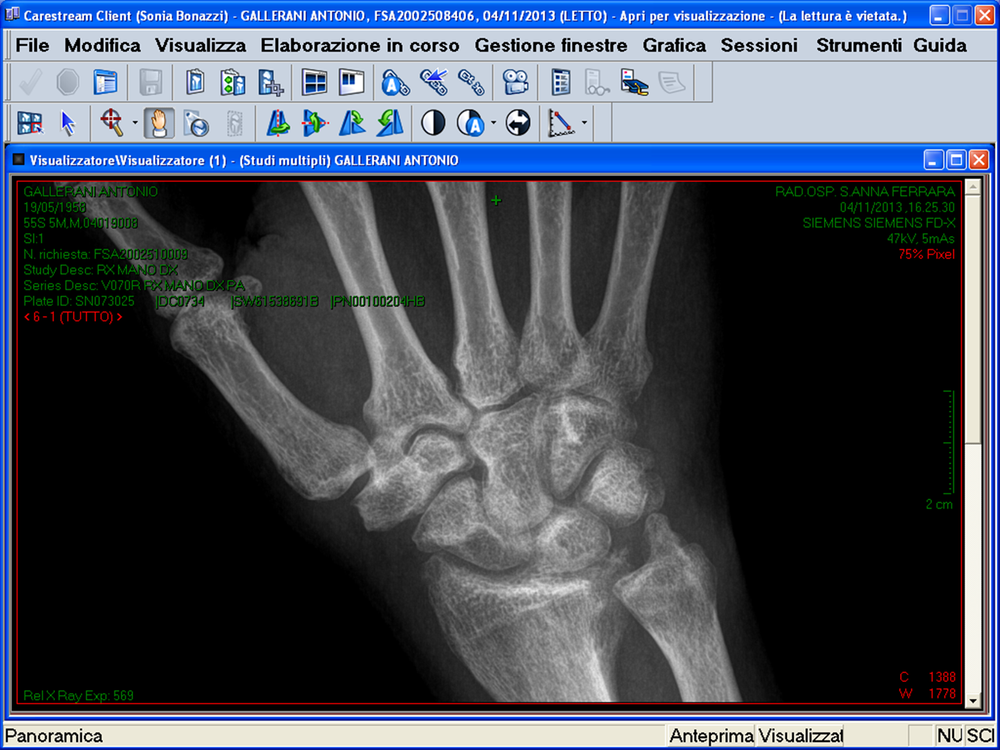 Carestream Client (Sonia Bonazzi) - GALLERANI ANTONIO, FSA2002508406, 04/11/2013 (LETTO) - Apri per visualizzazione - (La lettura è vietata.)
File Modifica Visualizza Elaborazione in corso Gestione finestre Grafica Sessioni Strumenti Guida
Visualizzatore\Visualizzatore (1) - (Studi multipli) GALLERANI ANTONIO
GALLERANI ANTONIO
19/05/1958
55S 5M,M,04019008
SI:1
N. richiesta: FSA2002510009
Study Desc: RX MANO DX
Series Desc: V070R RX MANO DX PA
Plate ID: SN073025 |DC0734 |SW61538691B |PN00100204HB
< 6 - 1 (TUTTO) >
RAD.OSP. S.ANNA FERRARA
04/11/2013 ,16.25.30
SIEMENS SIEMENS FD-X
47kV, 5mAs
75% Pixel
2 cm
C 1388
W 1778
Rel X Ray Exp: 569
Panoramica Anteprima Visualizzat NU SCI